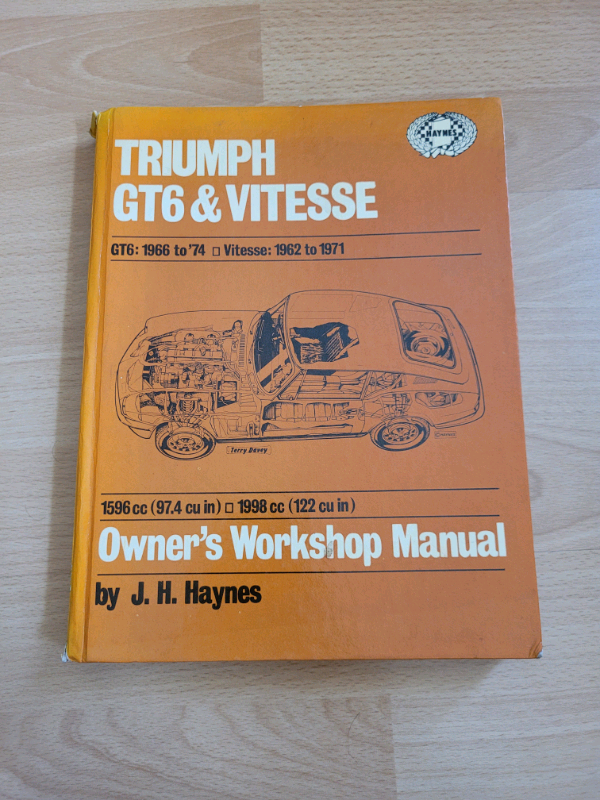 HAYNES
TRIUMPH
GT6 & VITESSE
GT6: 1966 to '74 □ Vitesse: 1962 to 1971
Terry Davey
1596 cc (97.4 cu in) □ 1998 cc (122 cu in)
Owner's Workshop Manual
by J. H. Haynes